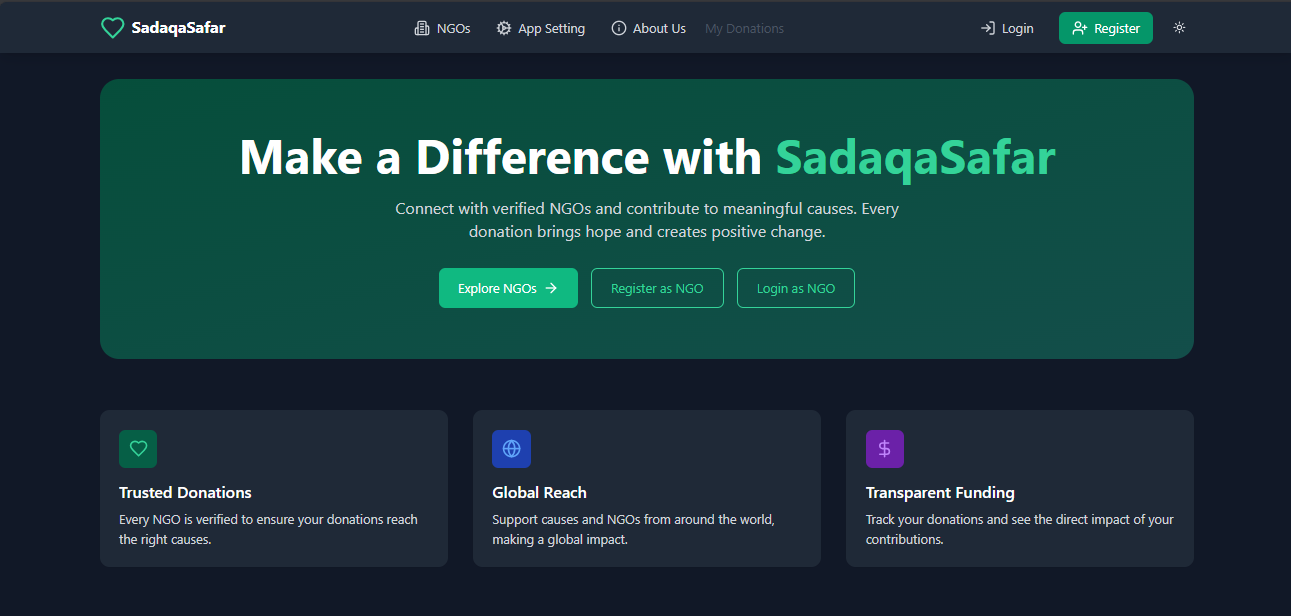 SadaqaSafar
NGOs
App Setting
About Us
My Donations
Login
Register
Make a Difference with SadaqaSafar
Connect with verified NGOs and contribute to meaningful causes. Every
donation brings hope and creates positive change.
Explore NGOs
Register as NGO
Login as NGO
Trusted Donations
Every NGO is verified to ensure your donations reach
the right causes.
Global Reach
Support causes and NGOs from around the world,
making a global impact.
Transparent Funding
Track your donations and see the direct impact of your
contributions.